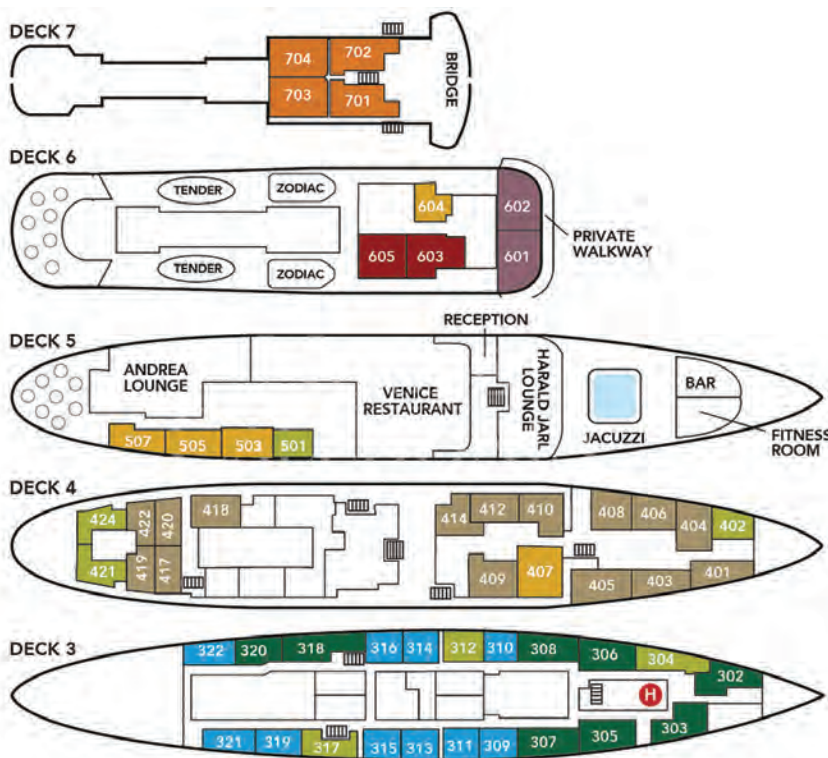 DECK 7
704
702
703
701
BRIDGE
DECK 6
TENDER
ZODIAC
604
602
605
603
601
TENDER
ZODIAC
PRIVATE
WALKWAY
RECEPTION
DECK 5
ANDREA
LOUNGE
VENICE
RESTAURANT
HARALD JARL
LOUNGE
JACUZZI
BAR
FITNESS
ROOM
507
505
503
501
DECK 4
424
422
420
418
414
412
410
408
406
404
402
421
419
417
409
407
405
403
401
DECK 3
322
320
318
316
314
312
310
308
306
304
302
H
321
319
317
315
313
311
309
307
305
303